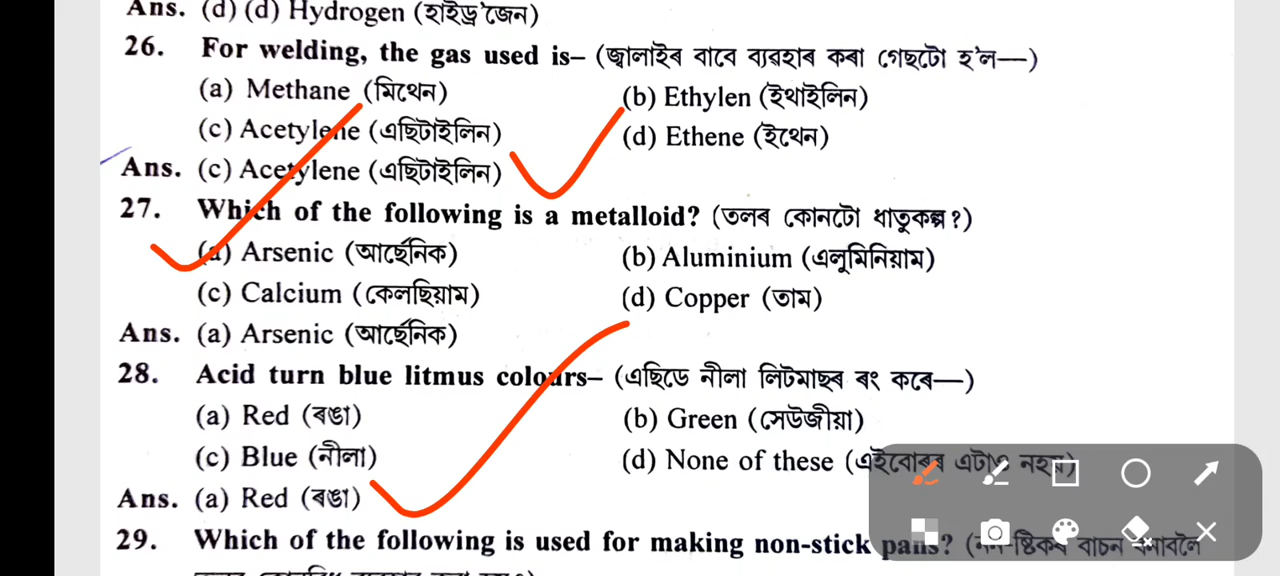 Ans. (d) (d) Hydrogen (হাইড্ৰ'জেন)
26. For welding, the gas used is– (জ্বালাইৰ বাবে ব্যৱহাৰ কৰা গেছটো হ'ল—)
(a) Methane (মিথেন) (b) Ethylen (ইথাইলিন)
(c) Acetylene (এছিটাইলিন) (d) Ethene (ইথেন)
Ans. (c) Acetylene (এছিটাইলিন)
27. Which of the following is a metalloid? (তলৰ কোনটো ধাতুকল্প?)
(a) Arsenic (আৰ্ছেনিক) (b) Aluminium (এলুমিনিয়াম)
(c) Calcium (কেলছিয়াম) (d) Copper (তাম)
Ans. (a) Arsenic (আৰ্ছেনিক)
28. Acid turn blue litmus colours– (এছিডে নীলা লিটমাছৰ ৰং কৰে—)
(a) Red (ৰঙা) (b) Green (সেউজীয়া)
(c) Blue (নীলা) (d) None of these (এইবোৰৰ এটাও নহয়)
Ans. (a) Red (ৰঙা)
29. Which of the following is used for making non-stick pans?